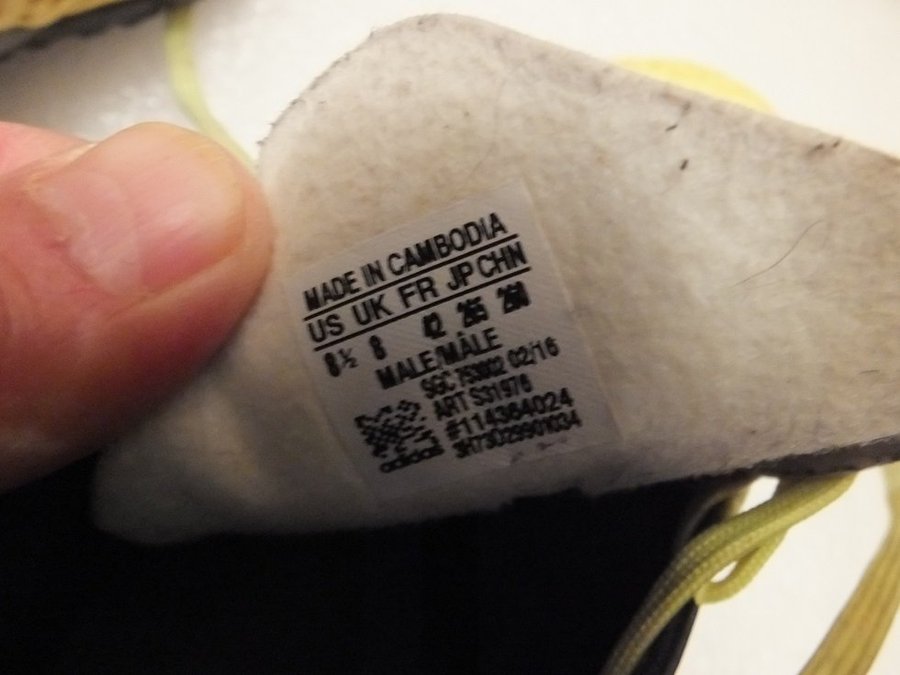 MADE IN CAMBODIA
US UK FR JP CHN
8½ 8 42 265 260
MALE/MÂLE
SGC 753002 02/16
ART S31976
#114364024
adidas